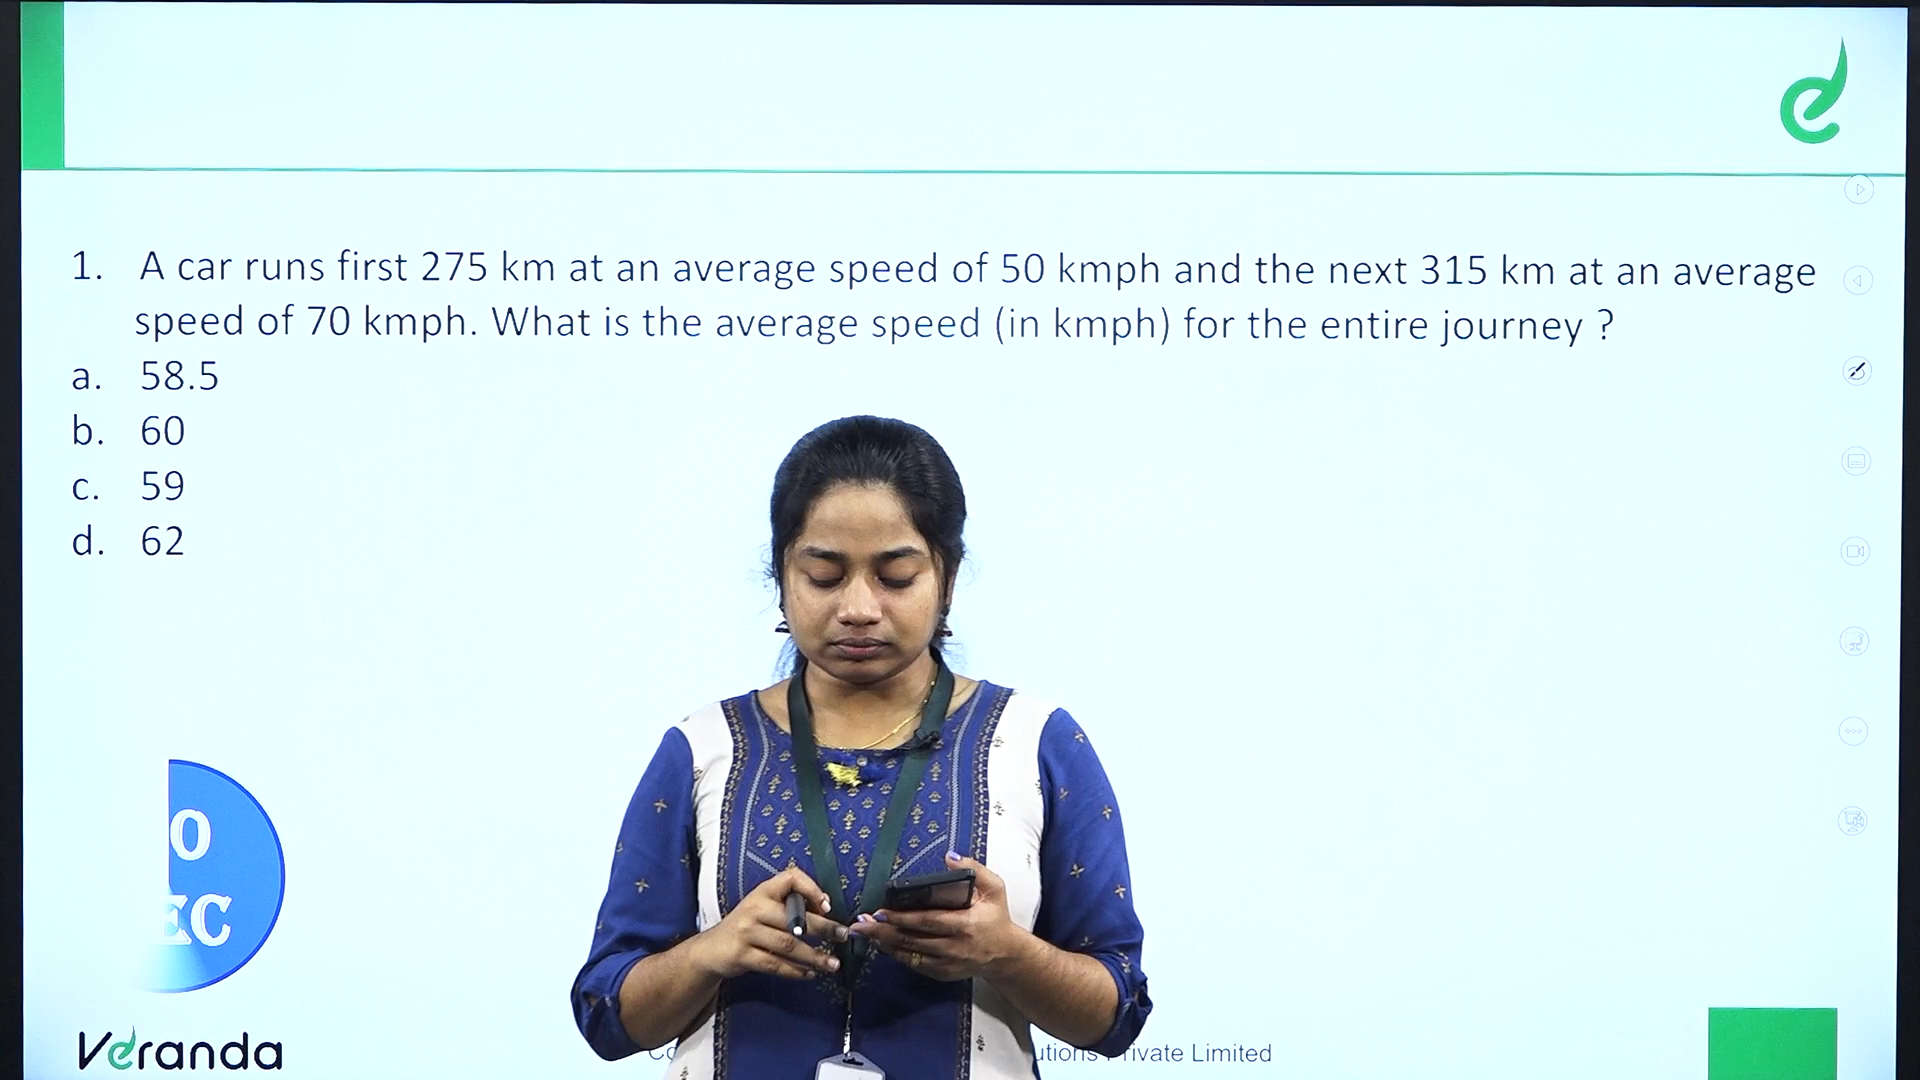 1. A car runs first 275 km at an average speed of 50 kmph and the next 315 km at an average
speed of 70 kmph. What is the average speed (in kmph) for the entire journey ?
a. 58.5
b. 60
c. 59
d. 62
Veranda
Private Limited